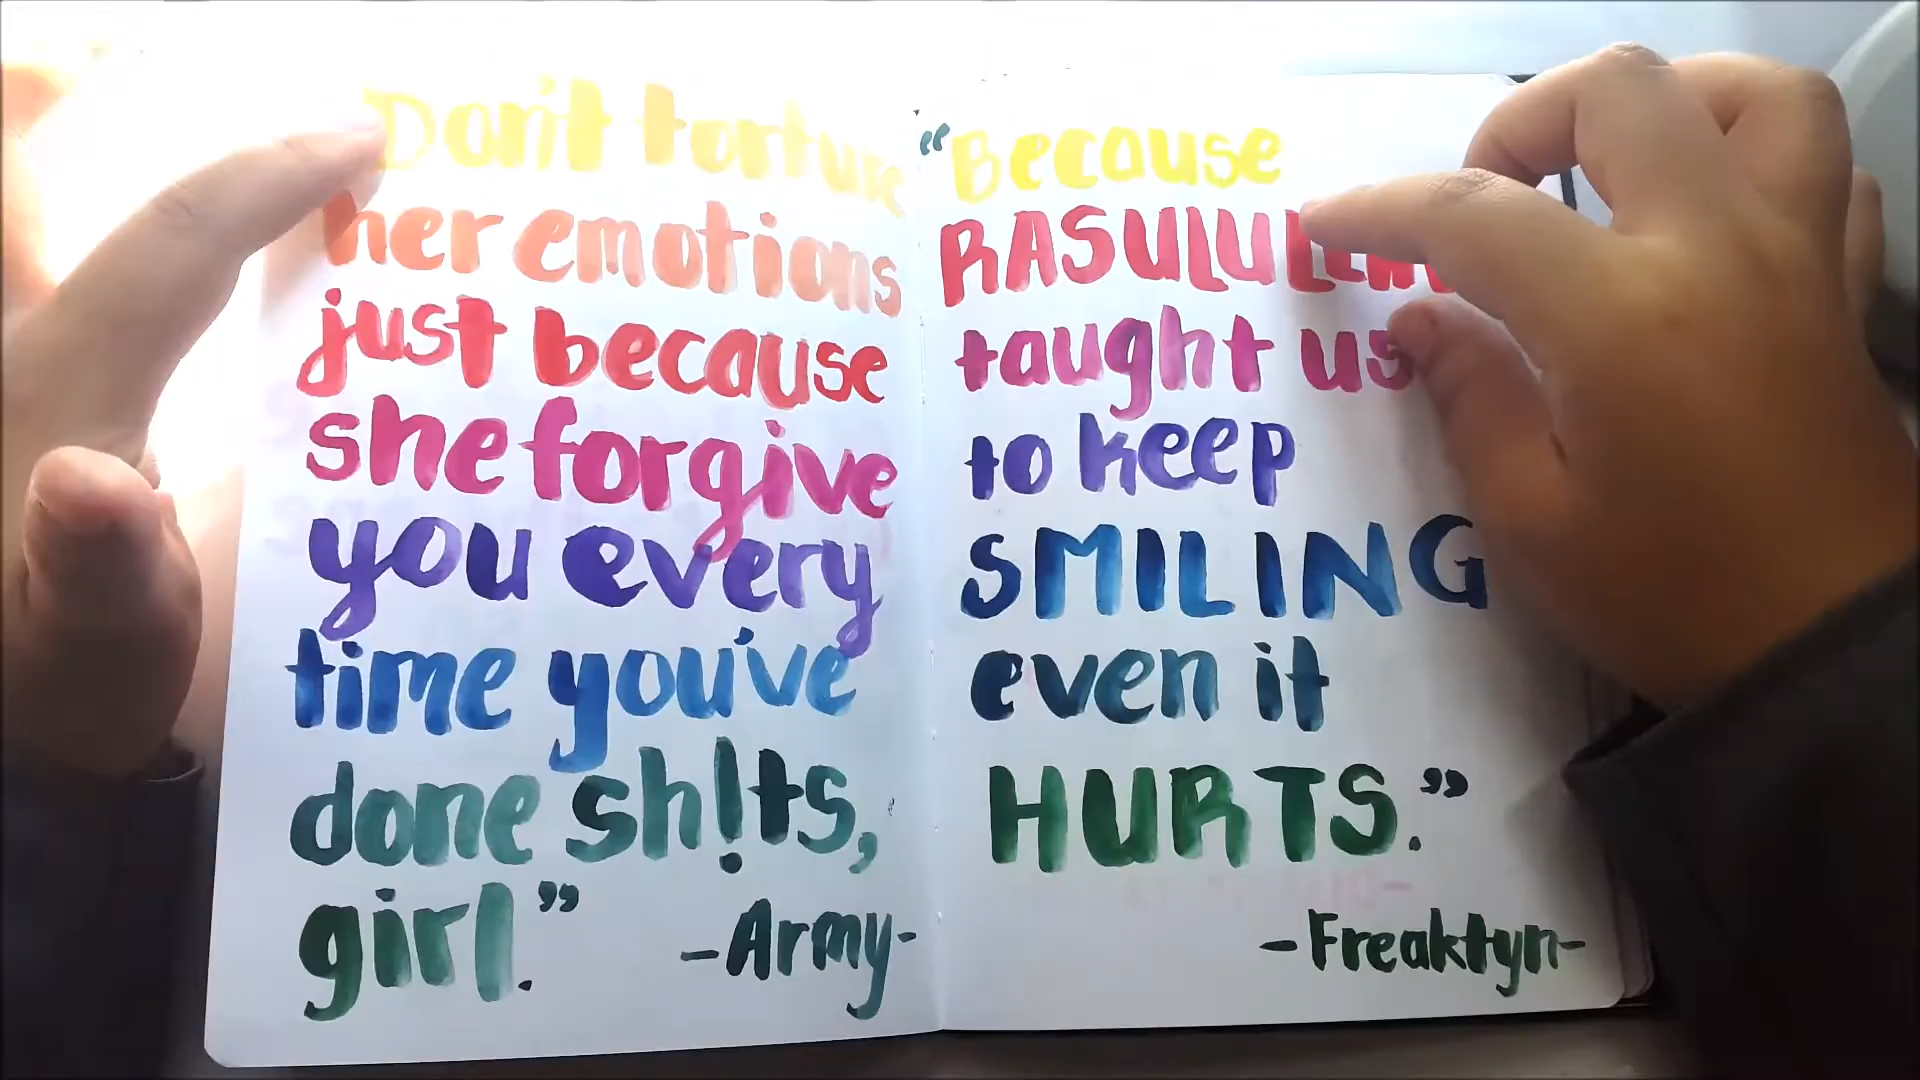 Don't torture
her emotions
just because
she forgive
you every
time you've
done sh!ts,
girl.”
-Army-
“Because
taught us
to keep
SMILING
even it
HURTS.”
-Freaktyn-